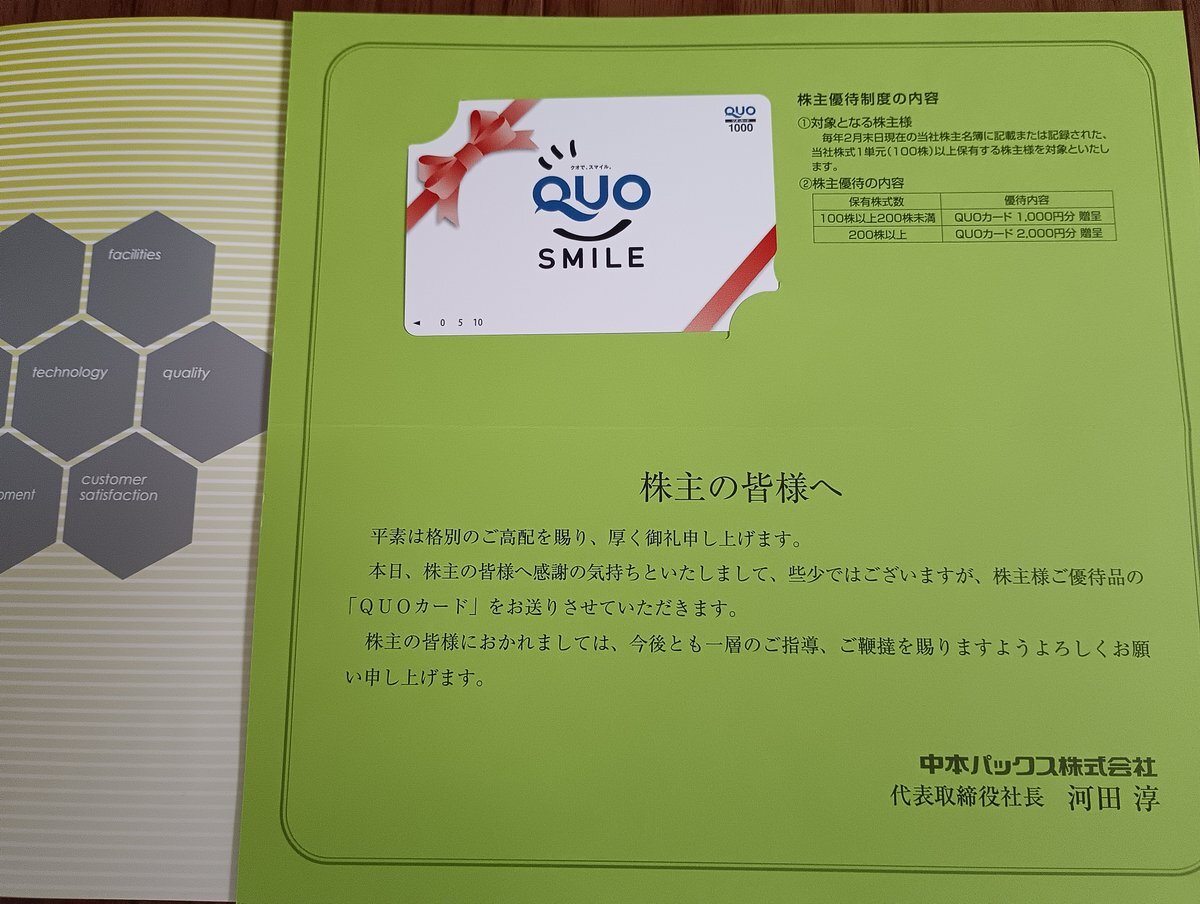 facilities
technology
quality
customer
satisfaction
QUO
1000
クオで、スマイル。
QUO
SMILE
0 5 10
株主優待制度の内容
①対象となる株主様
毎年2月末日現在の当社株主名簿に記載または記録された、
当社株式1単元(100株)以上保有する株主様を対象といたし
ます。
②株主優待の内容
保有株式数 優待内容
100株以上200株未満 QUOカード 1,000円分 贈呈
200株以上 QUOカード 2,000円分 贈呈
株主の皆様へ
平素は格別のご高配を賜り、厚く御礼申し上げます。
本日、株主の皆様へ感謝の気持ちといたしまして、些少ではございますが、株主様ご優待品の
「QUOカード」をお送りさせていただきます。
株主の皆様におかれましては、今後とも一層のご指導、ご鞭撻を賜りますようよろしくお願
い申し上げます。
中本パックス株式会社
代表取締役社長 河田 淳